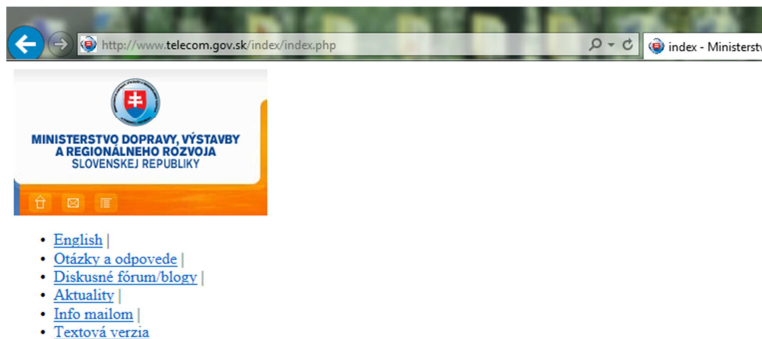 http://www.telecom.gov.sk/index/index.php
index - Ministerstv
MINISTERSTVO DOPRAVY, VÝSTAVBY
A REGIONÁLNEHO ROZVOJA
SLOVENSKEJ REPUBLIKY
English |
Otázky a odpovede |
Diskusné fórum/blogy |
Aktuality |
Info mailom |
Textová verzia